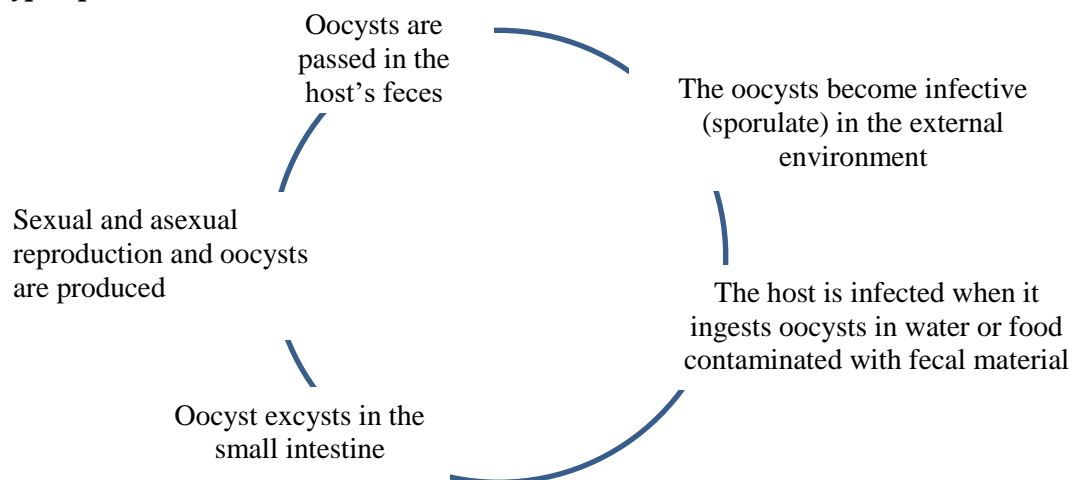 Oocysts are
passed in the
host’s feces
The oocysts become infective
(sporulate) in the external
environment
The host is infected when it
ingests oocysts in water or food
contaminated with fecal material
Oocyst excysts in the
small intestine
Sexual and asexual
reproduction and oocysts
are produced